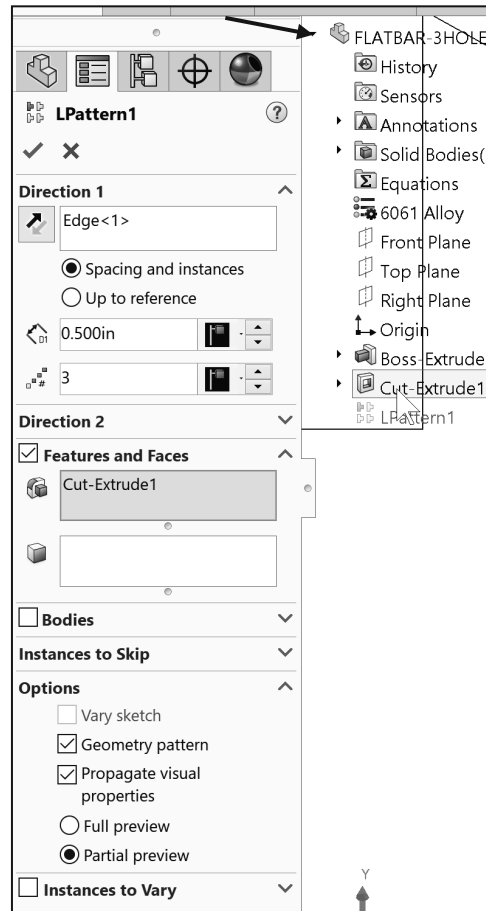 LPattern1
?
Direction 1
Edge<1>
Spacing and instances
Up to reference
D1
0.500in
#
3
Direction 2
Features and Faces
Cut-Extrude1
Bodies
Instances to Skip
Options
Vary sketch
Geometry pattern
Propagate visual
properties
Full preview
Partial preview
Instances to Vary
FLATBAR-3HOLE
History
Sensors
A Annotations
Solid Bodies(
Σ Equations
6061 Alloy
Front Plane
Top Plane
Right Plane
Origin
Boss-Extrude
Cut-Extrude1
LPattern1
Y